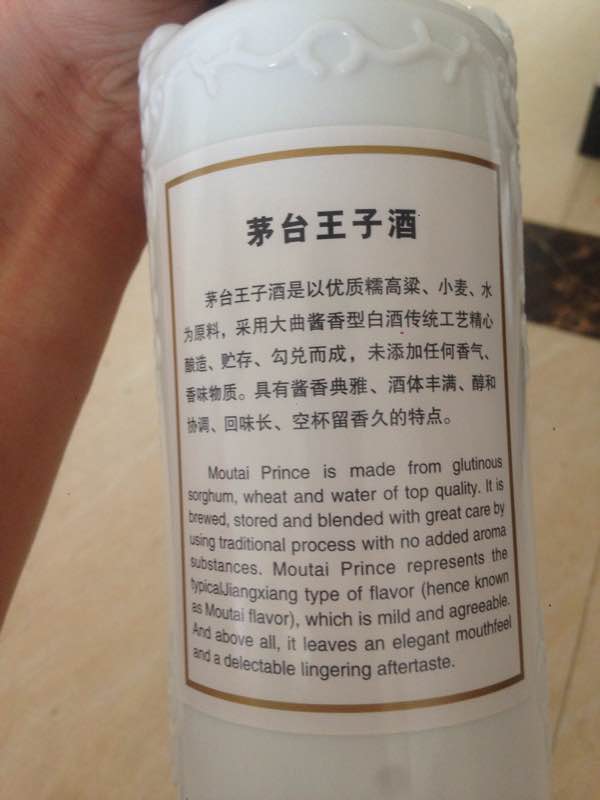 茅台王子酒
茅台王子酒是以优质糯高粱、小麦、水
为原料，采用大曲酱香型白酒传统工艺精心
酿造、贮存、勾兑而成，未添加任何香气、
香味物质。具有酱香典雅、酒体丰满、醇和
协调、回味长、空杯留香久的特点。
Moutai Prince is made from glutinous
sorghum, wheat and water of top quality. It is
brewed, stored and blended with great care by
using traditional process with no added aroma
substances. Moutai Prince represents the
typicalJiangxiang type of flavor (hence known
as Moutai flavor), which is mild and agreeable.
And above all, it leaves an elegant mouthfeel
and a delectable lingering aftertaste.